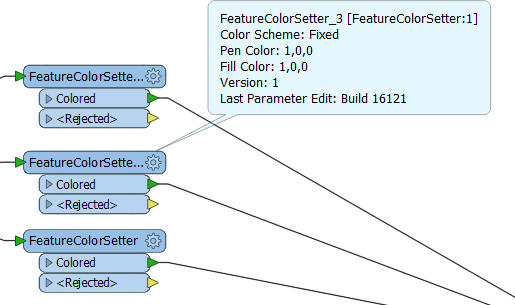 FeatureColorSetter_3 [FeatureColorSetter:1]
Color Scheme: Fixed
Pen Color: 1,0,0
Fill Color: 1,0,0
Version: 1
Last Parameter Edit: Build 16121
FeatureColorSette...
Colored
<Rejected>
FeatureColorSette...
Colored
<Rejected>
FeatureColorSetter
Colored
<Rejected>